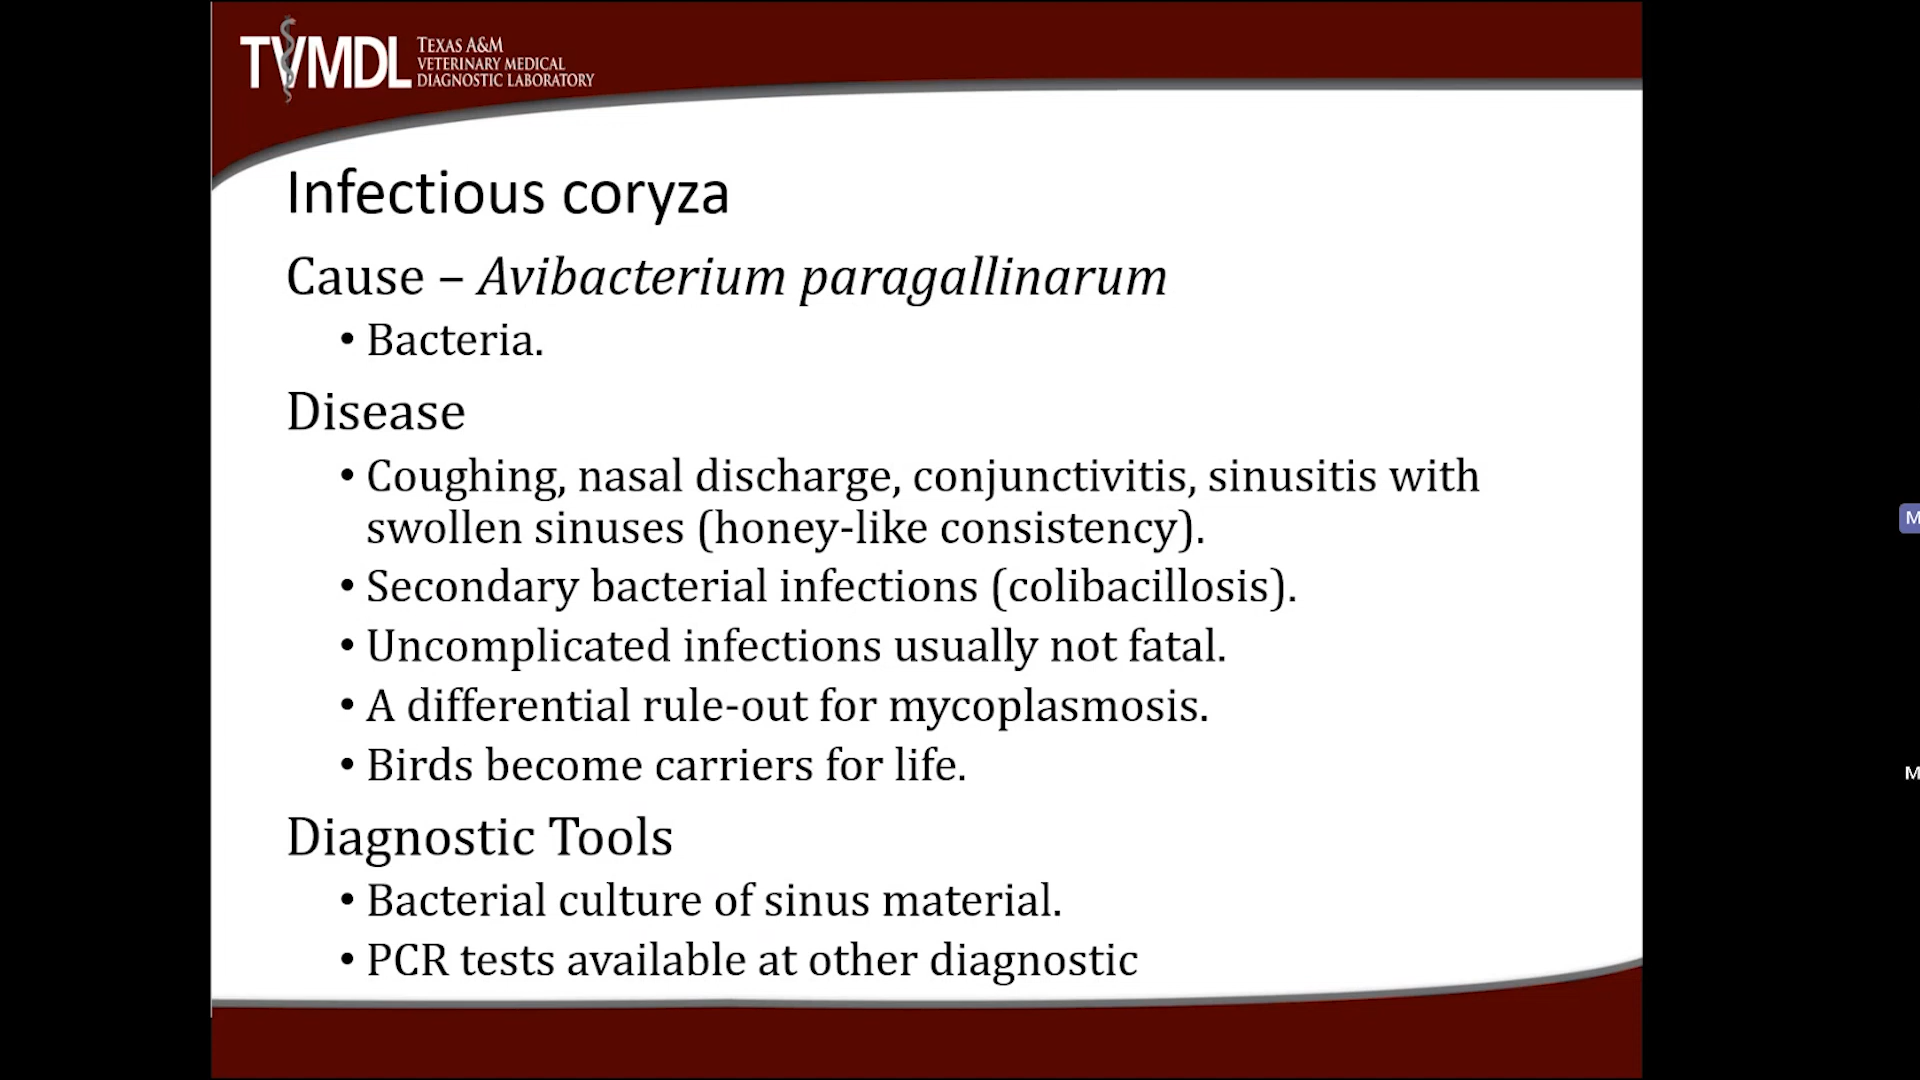 TVMDL
TEXAS A&M
VETERINARY MEDICAL
DIAGNOSTIC LABORATORY
Infectious coryza
Cause – Avibacterium paragallinarum
• Bacteria.
Disease
• Coughing, nasal discharge, conjunctivitis, sinusitis with
swollen sinuses (honey-like consistency).
• Secondary bacterial infections (colibacillosis).
• Uncomplicated infections usually not fatal.
• A differential rule-out for mycoplasmosis.
• Birds become carriers for life.
Diagnostic Tools
• Bacterial culture of sinus material.
• PCR tests available at other diagnostic
M
M